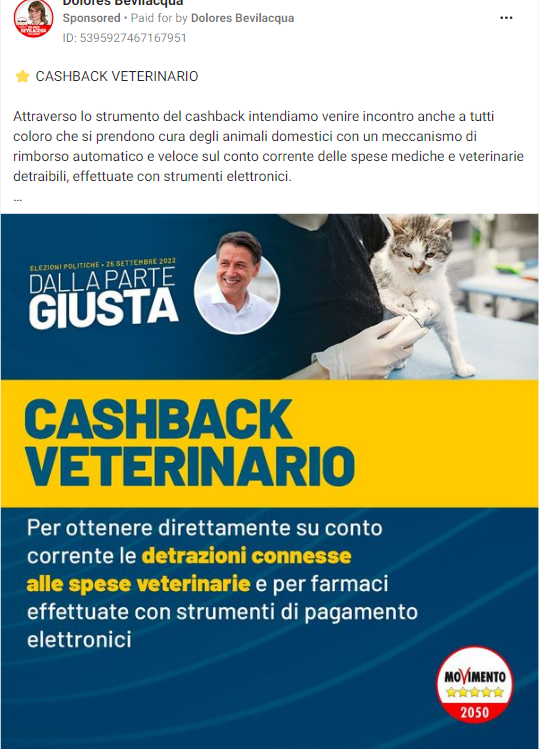 Dolores Bevilacqua
Sponsored • Paid for by Dolores Bevilacqua
ID: 5395927467167951
⭐ CASHBACK VETERINARIO
Attraverso lo strumento del cashback intendiamo venire incontro anche a tutti
coloro che si prendono cura degli animali domestici con un meccanismo di
rimborso automatico e veloce sul conto corrente delle spese mediche e veterinarie
detraibili, effettuate con strumenti elettronici.
...
ELEZIONI POLITICHE • 25 SETTEMBRE 2022
DALLA PARTE
GIUSTA
CASHBACK
VETERINARIO
Per ottenere direttamente su conto
corrente le detrazioni connesse
alle spese veterinarie e per farmaci
effettuate con strumenti di pagamento
elettronici
MOVIMENTO
2050